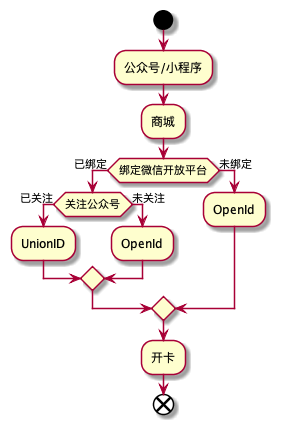 公众号/小程序
商城
已绑定
绑定微信开放平台
未绑定
已关注
关注公众号
未关注
OpenId
UnionID
OpenId
开卡